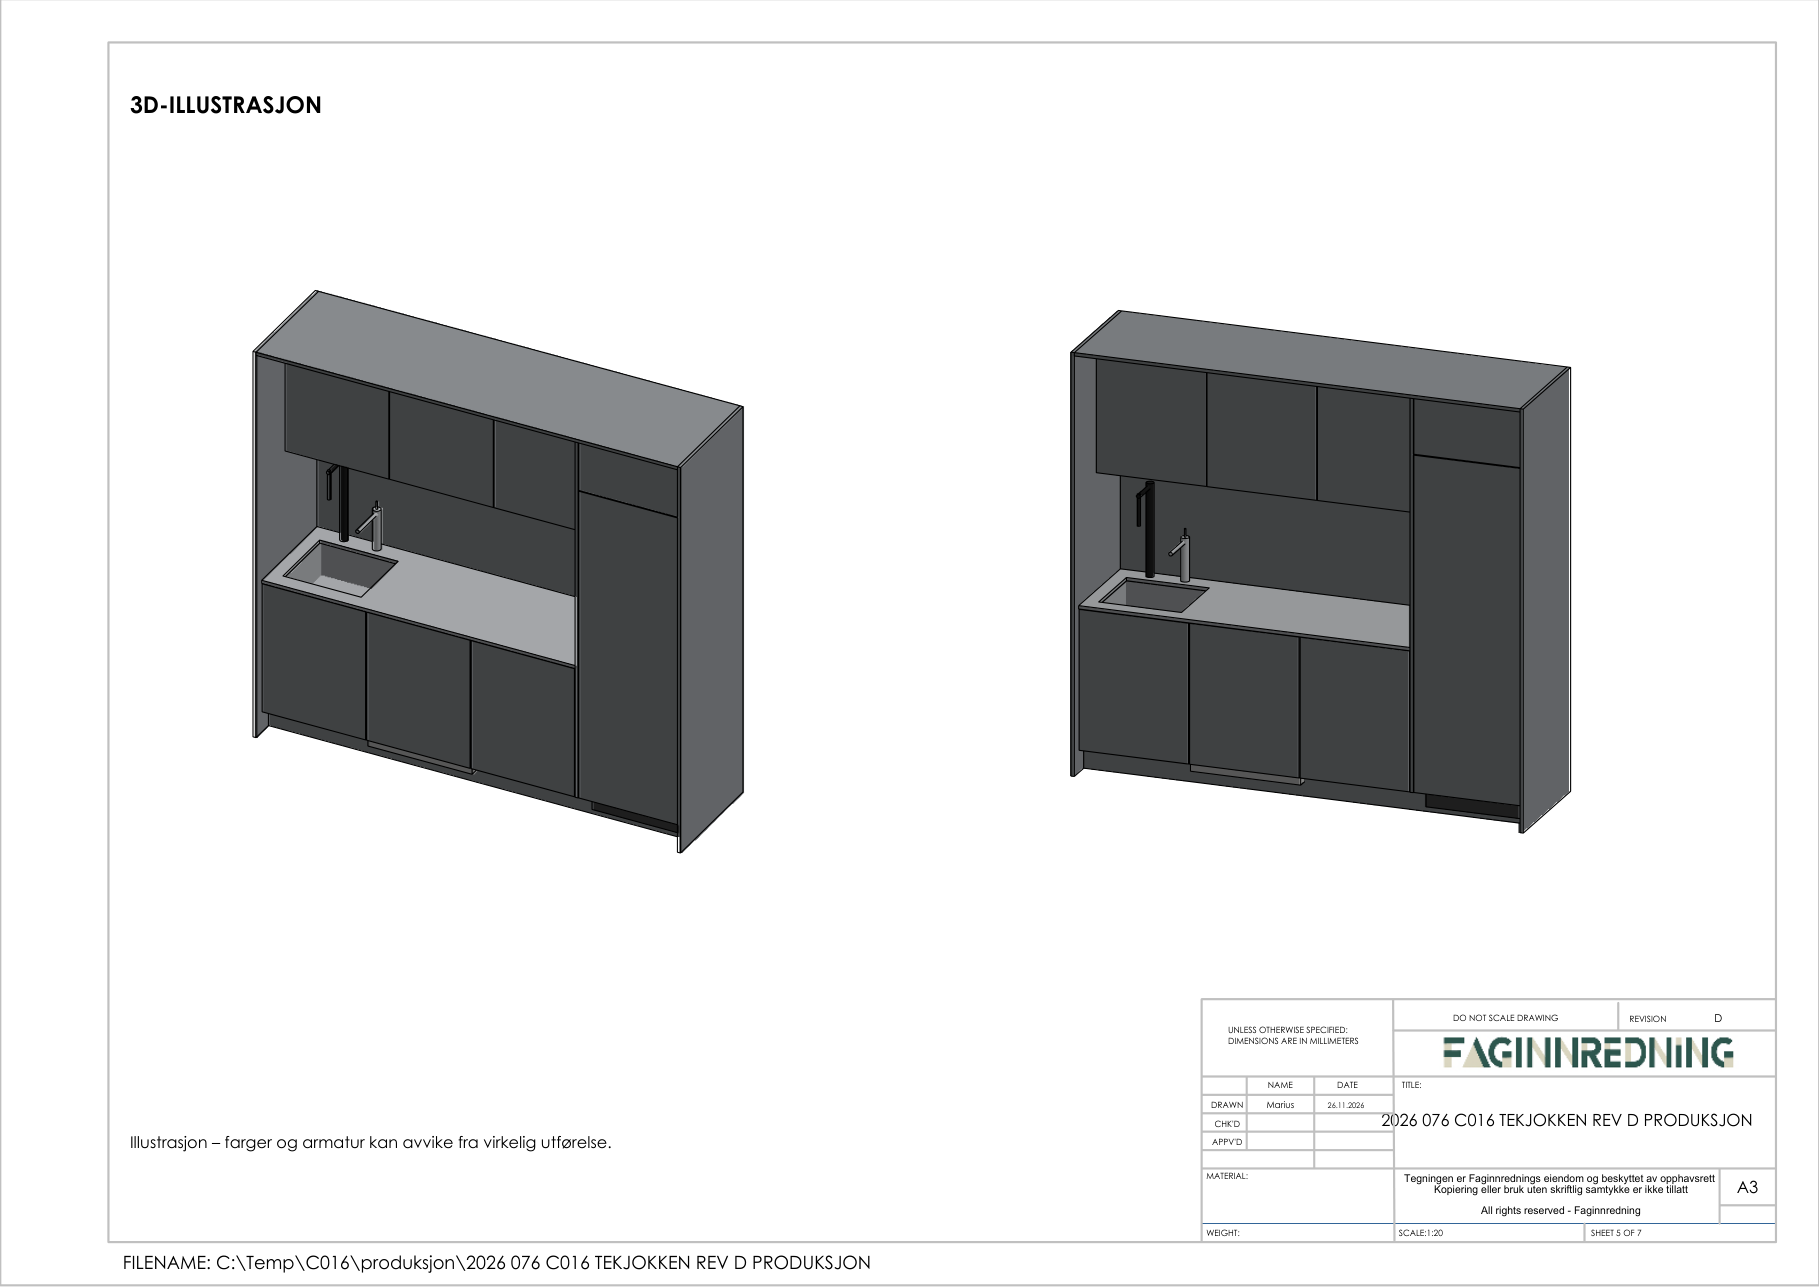 3D-ILLUSTRASJON
Illustrasjon – farger og armatur kan avvike fra virkelig utførelse.
UNLESS OTHERWISE SPECIFIED:
DIMENSIONS ARE IN MILLIMETERS
DO NOT SCALE DRAWING
REVISION D
FAGINNREDNING
NAME DATE
DRAWN Marius 26.11.2026
CHK'D
APPV'D
TITLE:
2026 076 C016 TEKJOKKEN REV D PRODUKSJON
MATERIAL:
Tegningen er Faginnrednings eiendom og beskyttet av opphavsrett
Kopiering eller bruk uten skriftlig samtykke er ikke tillatt
All rights reserved - Faginnredning
A3
WEIGHT:
SCALE:1:20
SHEET 5 OF 7
FILENAME: C:\Temp\C016\produksjon\2026 076 C016 TEKJOKKEN REV D PRODUKSJON